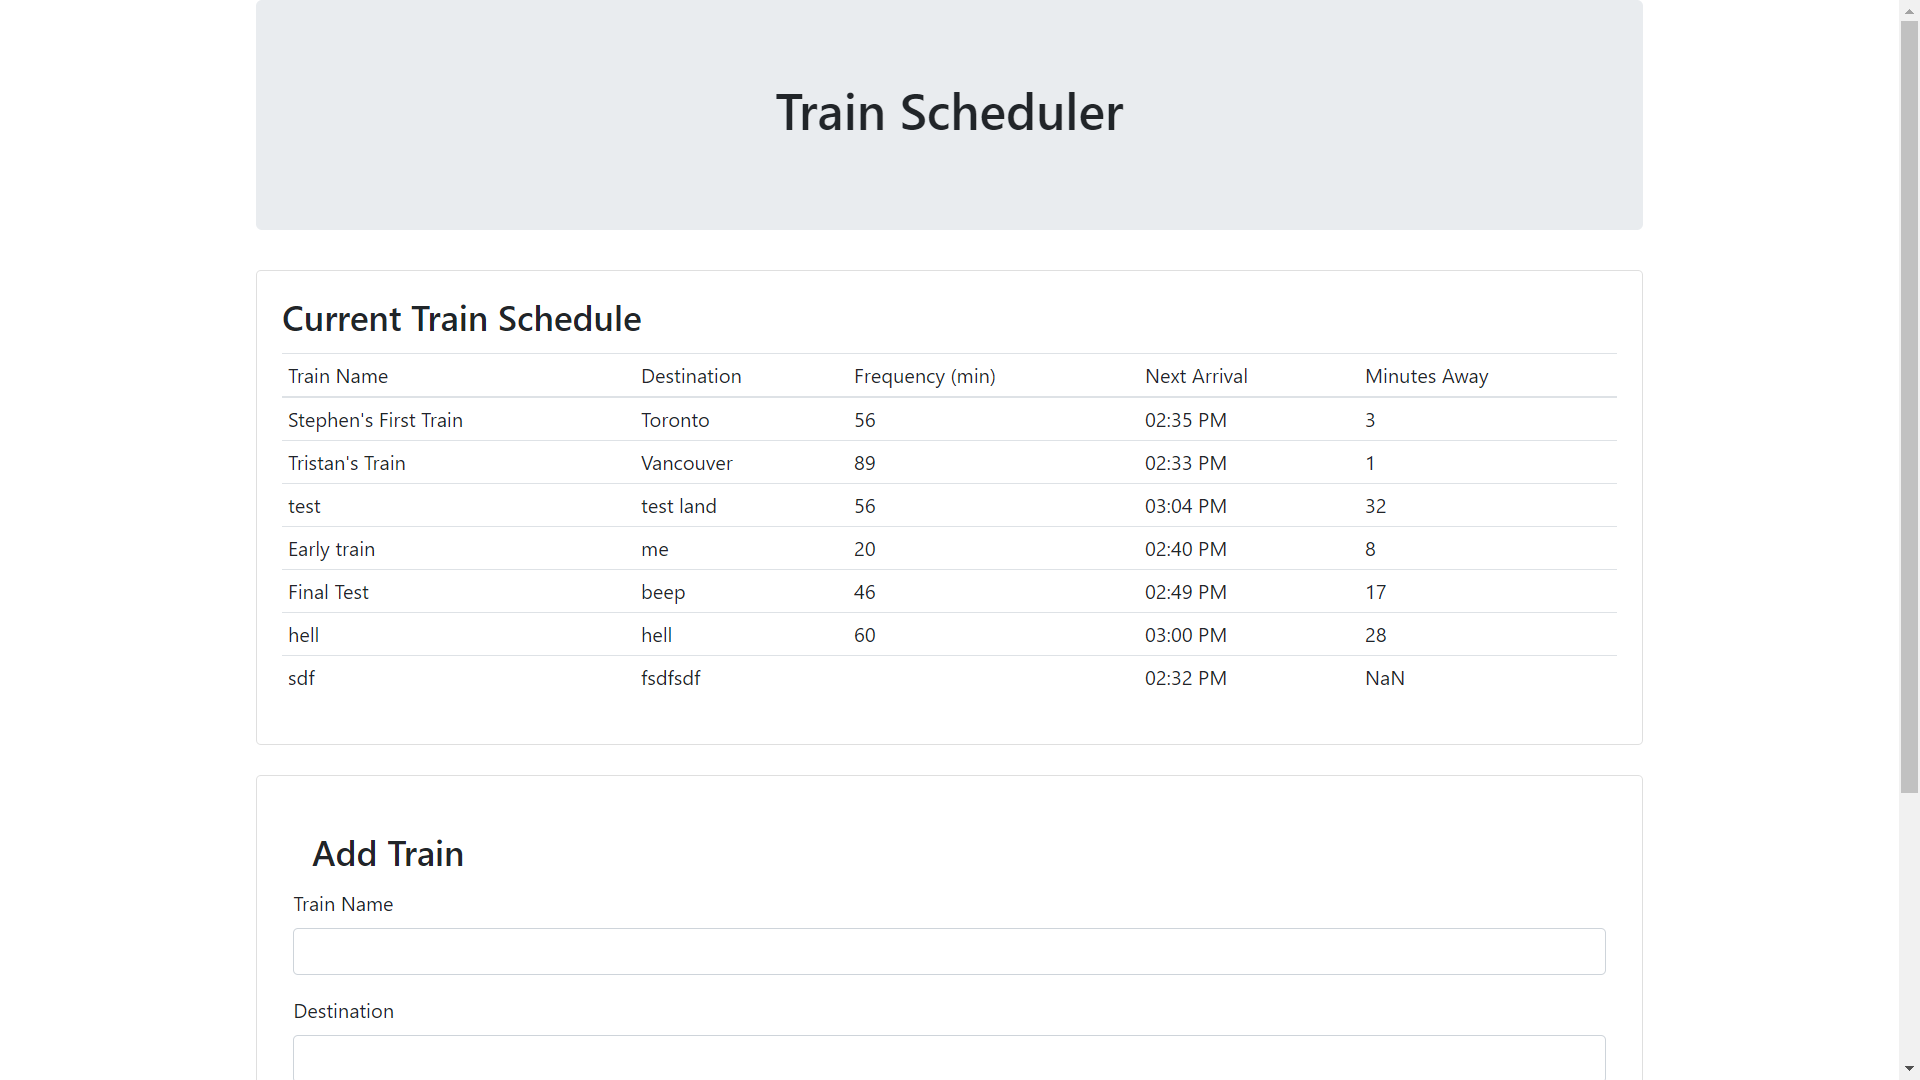 Train Scheduler
Current Train Schedule
Train Name Destination Frequency (min) Next Arrival Minutes Away
Stephen's First Train Toronto 56 02:35 PM 3
Tristan's Train Vancouver 89 02:33 PM 1
test test land 56 03:04 PM 32
Early train me 20 02:40 PM 8
Final Test beep 46 02:49 PM 17
hell hell 60 03:00 PM 28
sdf fsdfsdf 02:32 PM NaN
Add Train
Train Name
Destination